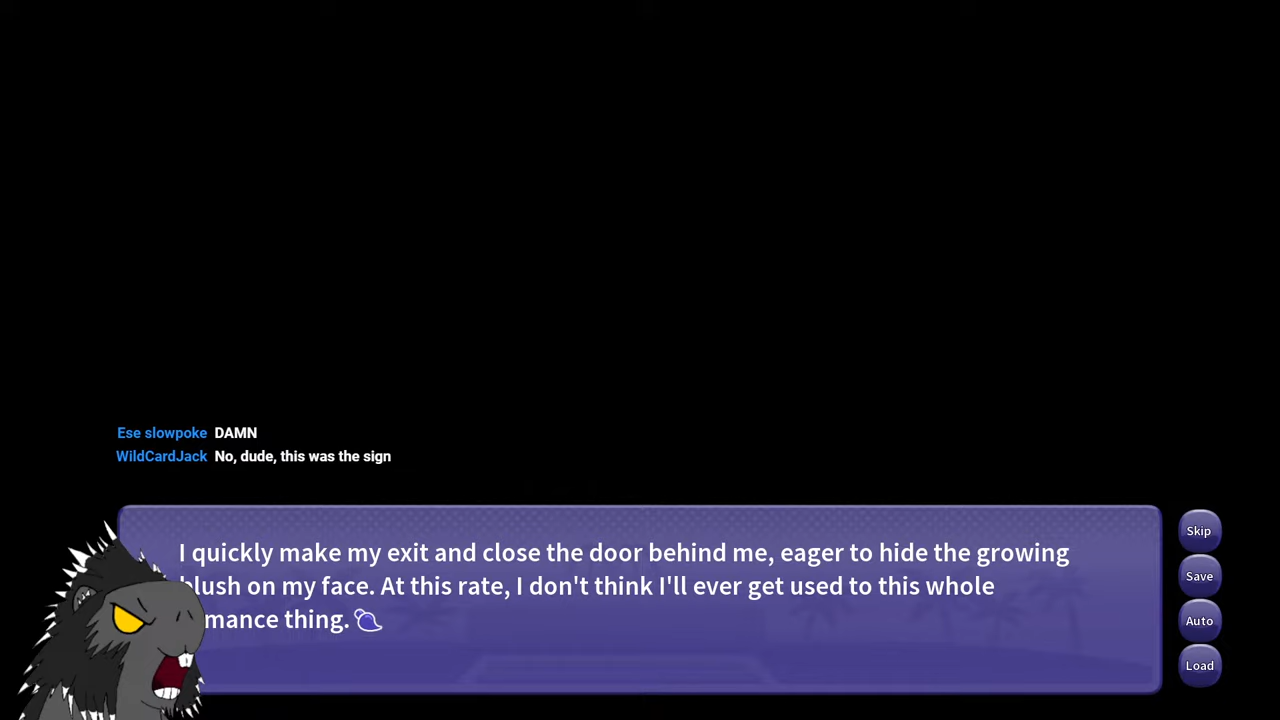 Ese slowpoke DAMN
WildCardJack No, dude, this was the sign
I quickly make my exit and close the door behind me, eager to hide the growing
blush on my face. At this rate, I don't think I'll ever get used to this whole
mance thing.
Skip
Save
Auto
Load